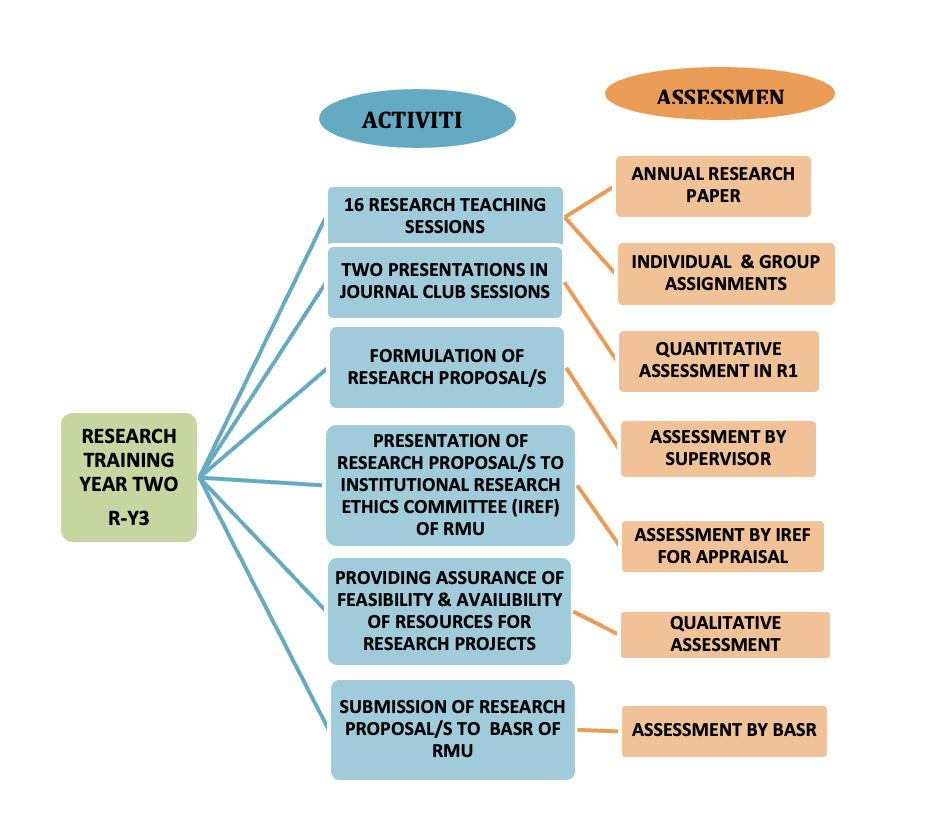 ACTIVITI
ASSESSMEN
RESEARCH
TRAINING
YEAR TWO
R-Y3
16 RESEARCH TEACHING
SESSIONS
TWO PRESENTATIONS IN
JOURNAL CLUB SESSIONS
FORMULATION OF
RESEARCH PROPOSAL/S
PRESENTATION OF
RESEARCH PROPOSAL/S TO
INSTITUTIONAL RESEARCH
ETHICS COMMITTEE (IREF)
OF RMU
PROVIDING ASSURANCE OF
FEASIBILITY & AVAILIBILITY
OF RESOURCES FOR
RESEARCH PROJECTS
SUBMISSION OF RESEARCH
PROPOSAL/S TO BASR OF
RMU
ANNUAL RESEARCH
PAPER
INDIVIDUAL & GROUP
ASSIGNMENTS
QUANTITATIVE
ASSESSMENT IN R1
ASSESSMENT BY
SUPERVISOR
ASSESSMENT BY IREF
FOR APPRAISAL
QUALITATIVE
ASSESSMENT
ASSESSMENT BY BASR